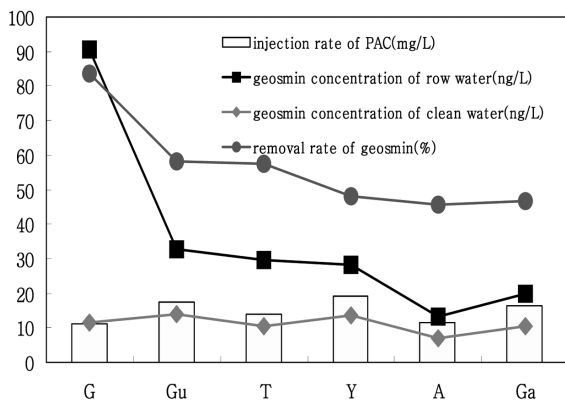 100
90
80
70
60
50
40
30
20
10
0
injection rate of PAC(mg/L)
geosmin concentration of row water(ng/L)
geosmin concentration of clean water(ng/L)
removal rate of geosmin(%)
G Gu T Y A Ga